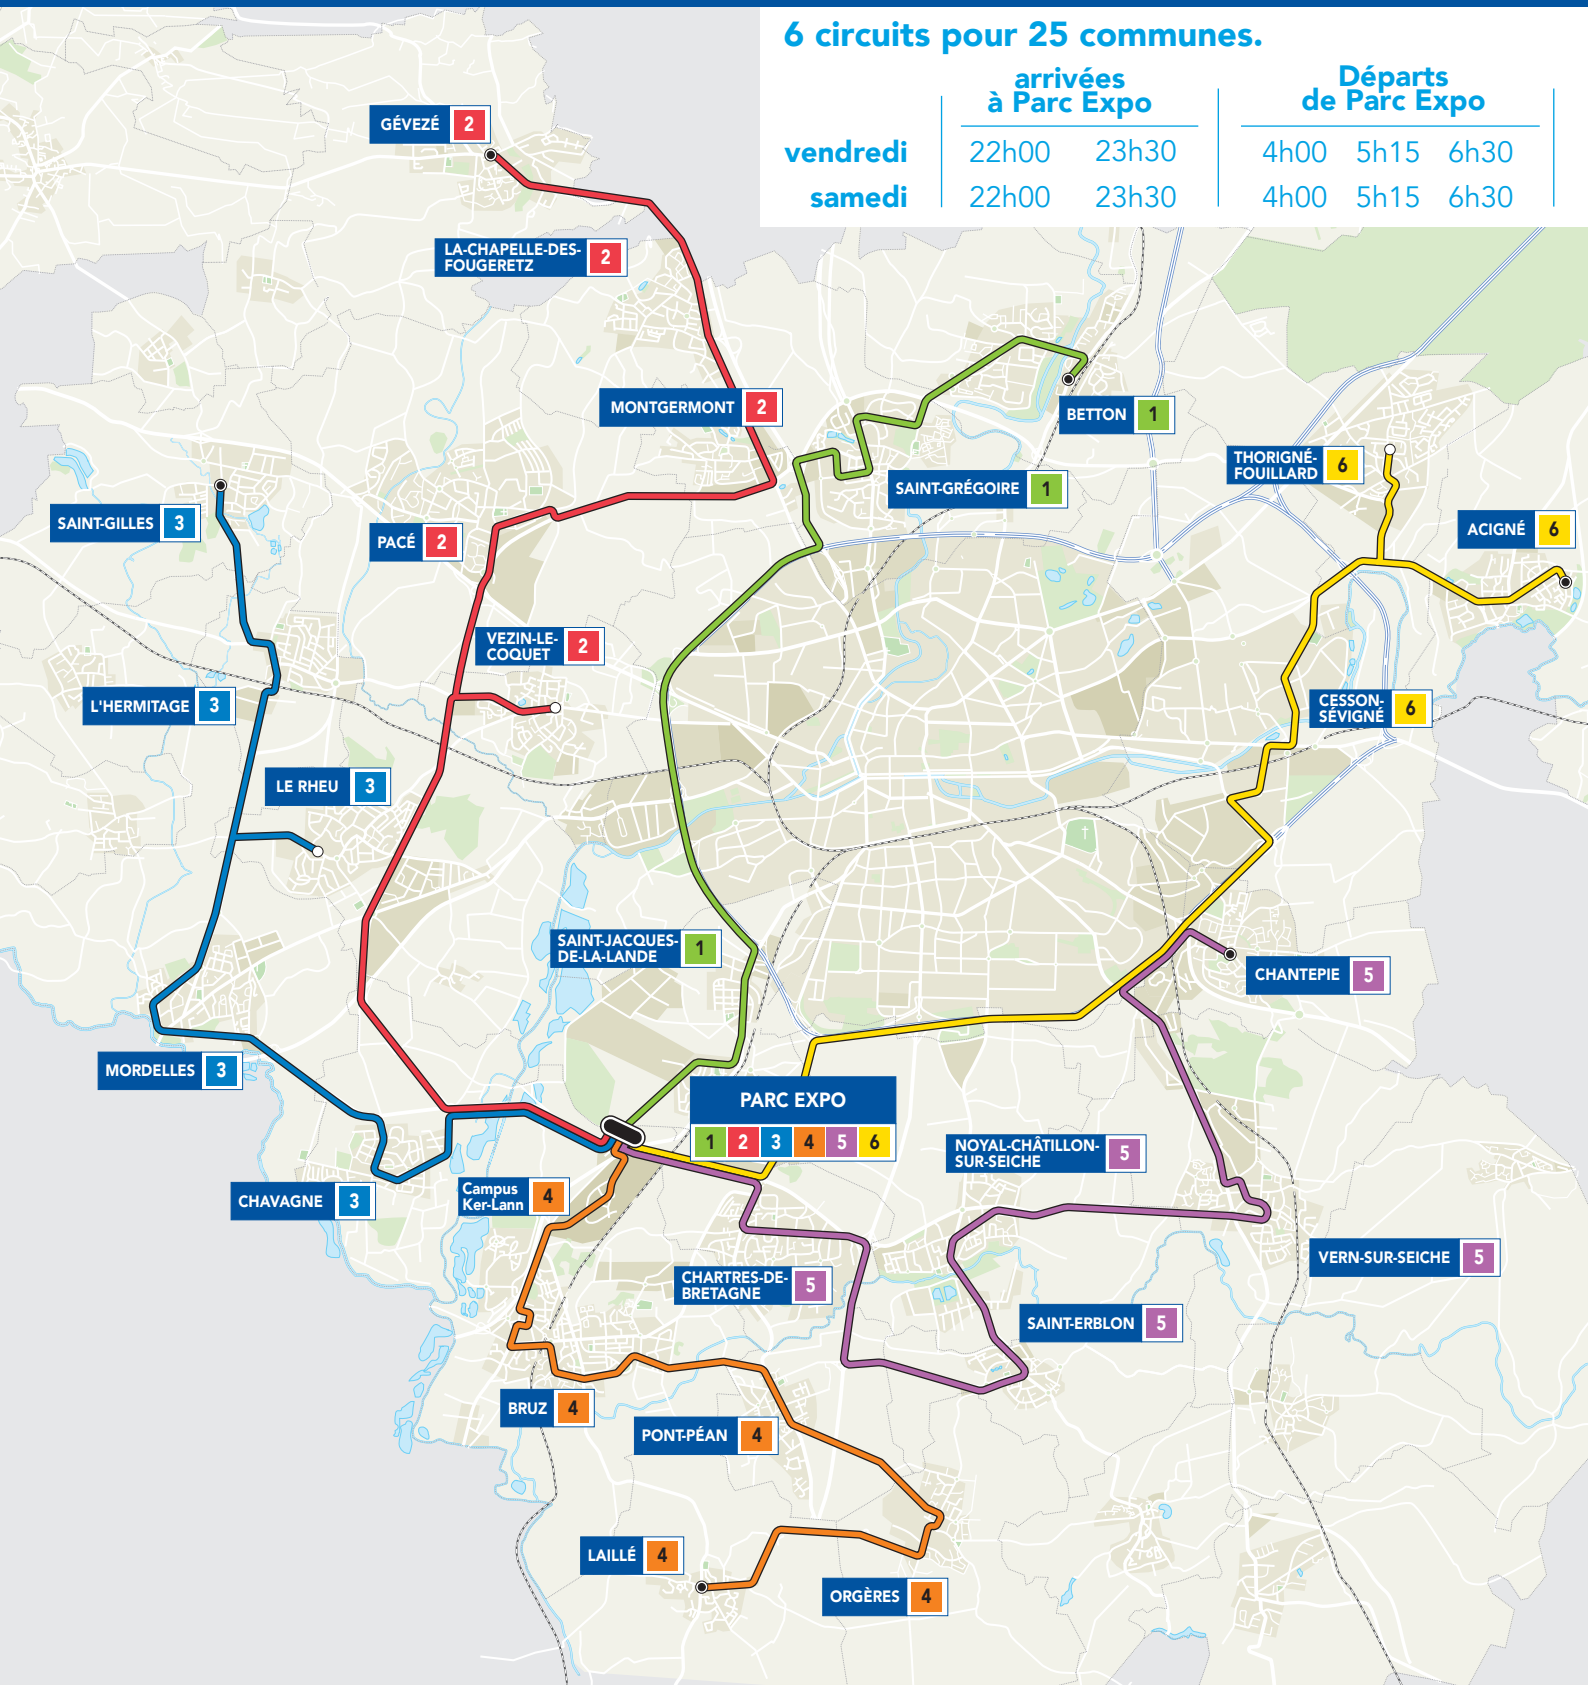 6 circuits pour 25 communes.
arrivées
à Parc Expo
Départs
de Parc Expo
vendredi 22h00 23h30 4h00 5h15 6h30
samedi 22h00 23h30 4h00 5h15 6h30
GÉVEZÉ 2
LA-CHAPELLE-DES-
FOUGERETZ 2
MONTGERMONT 2
BETTON 1
THORIGNÉ-
FOUILLARD 6
SAINT-GRÉGOIRE 1
SAINT-GILLES 3
PACÉ 2
ACIGNÉ 6
VEZIN-LE-
COQUET 2
L'HERMITAGE 3
CESSON-
SÉVIGNÉ 6
LE RHEU 3
SAINT-JACQUES-
DE-LA-LANDE 1
CHANTEPIE 5
MORDELLES 3
PARC EXPO
1 2 3 4 5 6
NOYAL-CHÂTILLON-
SUR-SEICHE 5
CHAVAGNE 3
Campus
Ker-Lann 4
VERN-SUR-SEICHE 5
CHARTRES-DE-
BRETAGNE 5
SAINT-ERBLON 5
BRUZ 4
PONT-PÉAN 4
LAILLÉ 4
ORGÈRES 4